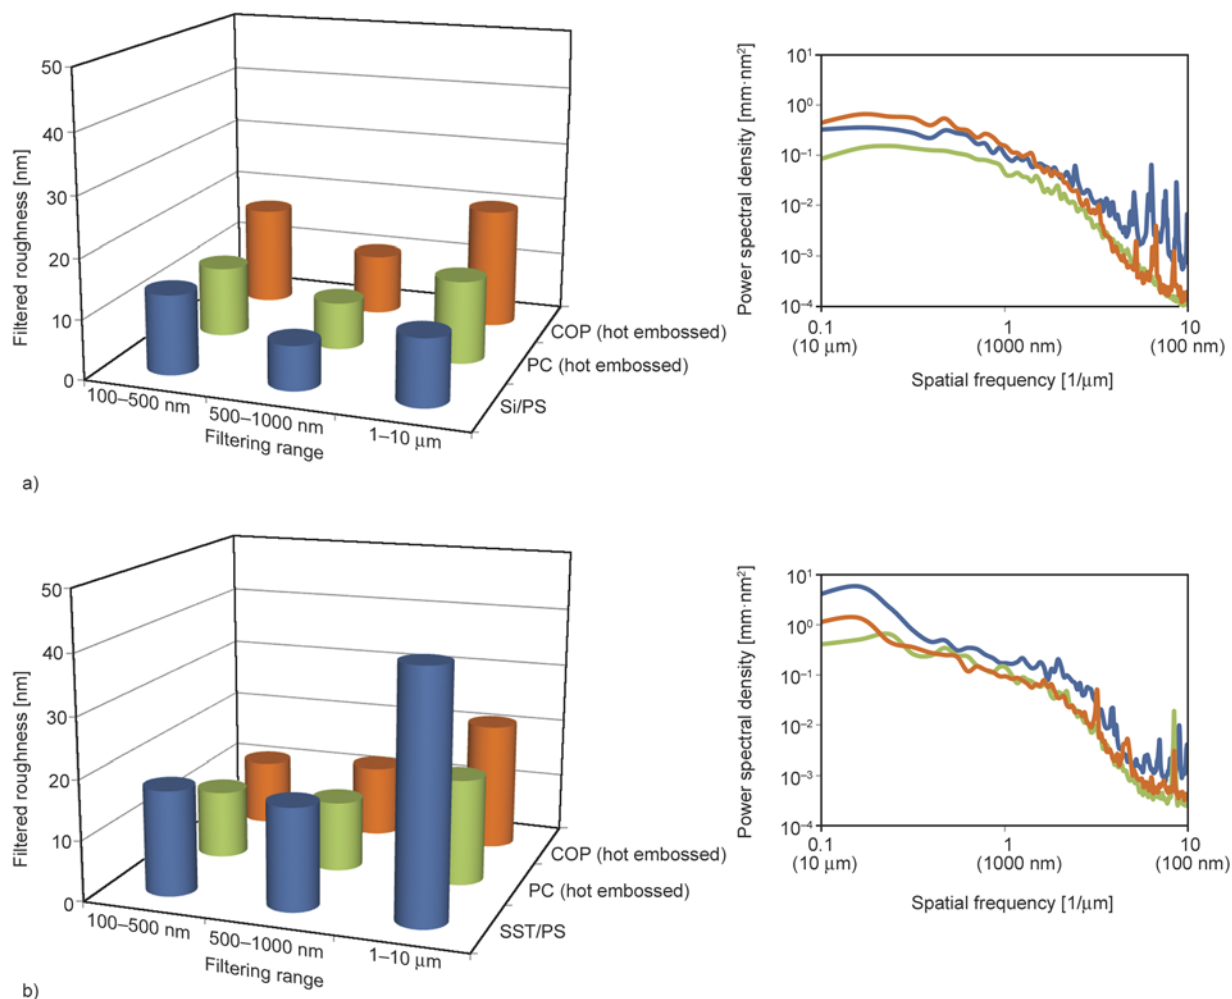 50
40
30
20
10
0
Filtered roughness [nm]
100–500 nm
500–1000 nm
1–10 μm
Filtering range
COP (hot embossed)
PC (hot embossed)
Si/PS
Power spectral density [mm·nm²]
10¹
10⁰
10⁻¹
10⁻²
10⁻³
10⁻⁴
0.1 1 10
(10 μm) (1000 nm) (100 nm)
Spatial frequency [1/μm]
a)
50
40
30
20
10
0
Filtered roughness [nm]
100–500 nm
500–1000 nm
1–10 μm
Filtering range
COP (hot embossed)
PC (hot embossed)
SST/PS
Power spectral density [mm·nm²]
10¹
10⁰
10⁻¹
10⁻²
10⁻³
10⁻⁴
0.1 1 10
(10 μm) (1000 nm) (100 nm)
Spatial frequency [1/μm]
b)